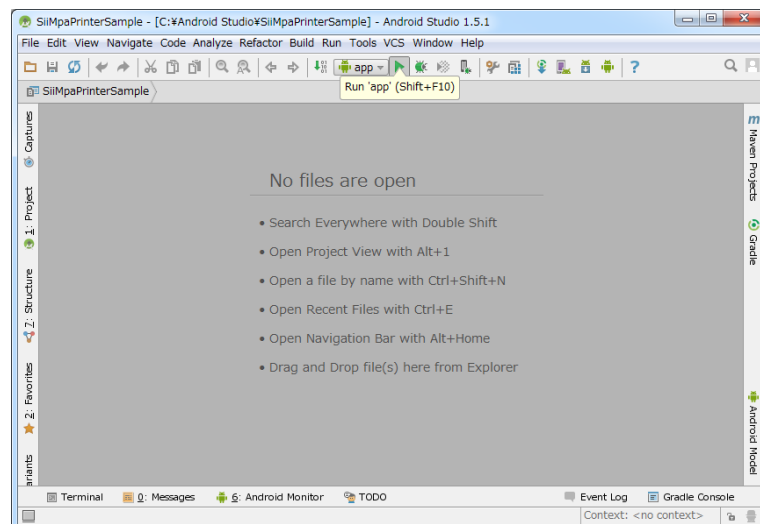 SiiMpaPrinterSample - [C:¥Android Studio¥SiiMpaPrinterSample] - Android Studio 1.5.1
File Edit View Navigate Code Analyze Refactor Build Run Tools VCS Window Help
app
?
SiiMpaPrinterSample
Run 'app' (Shift+F10)
Captures
1: Project
7: Structure
2: Favorites
ariants
No files are open
• Search Everywhere with Double Shift
• Open Project View with Alt+1
• Open a file by name with Ctrl+Shift+N
• Open Recent Files with Ctrl+E
• Open Navigation Bar with Alt+Home
• Drag and Drop file(s) here from Explorer
m Maven Projects
Gradle
Android Model
Terminal 0: Messages 6: Android Monitor TODO Event Log Gradle Console
Context: <no context>